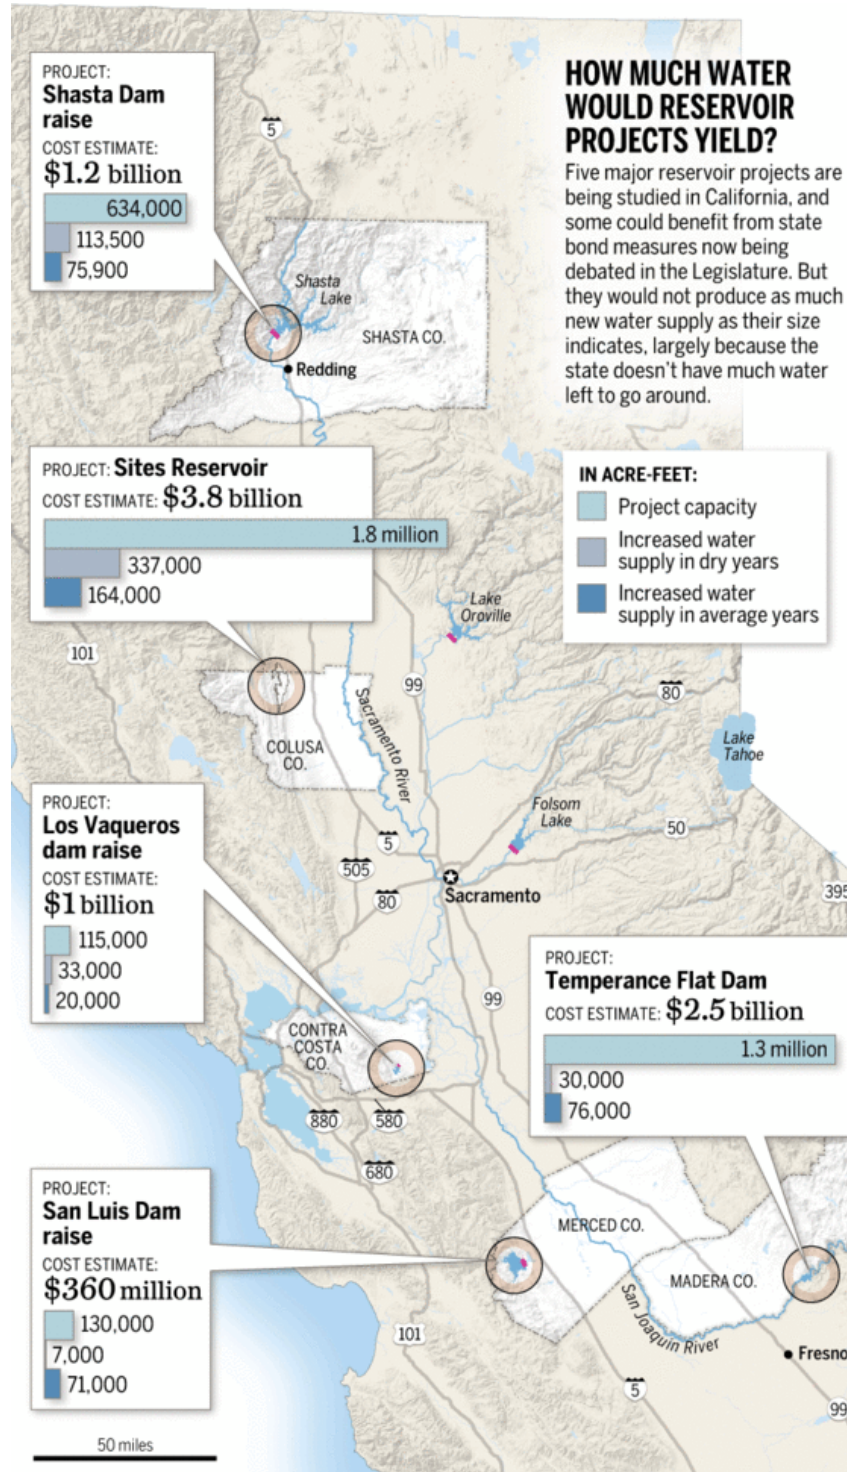 HOW MUCH WATER
WOULD RESERVOIR
PROJECTS YIELD?
Five major reservoir projects are
being studied in California, and
some could benefit from state
bond measures now being
debated in the Legislature. But
they would not produce as much
new water supply as their size
indicates, largely because the
state doesn't have much water
left to go around.
PROJECT:
Shasta Dam
raise
COST ESTIMATE:
$1.2 billion
634,000
113,500
75,900
5
Shasta
Lake
SHASTA CO.
Redding
PROJECT: Sites Reservoir
COST ESTIMATE: $3.8 billion
1.8 million
337,000
164,000
IN ACRE-FEET:
Project capacity
Increased water
supply in dry years
Increased water
supply in average years
Lake
Oroville
101
99
80
Sacramento River
COLUSA
CO.
Lake
Tahoe
PROJECT:
Los Vaqueros
dam raise
COST ESTIMATE:
$1 billion
115,000
33,000
20,000
Folsom
Lake
50
5
505
80
Sacramento
395
PROJECT:
Temperance Flat Dam
COST ESTIMATE: $2.5 billion
1.3 million
30,000
76,000
99
CONTRA
COSTA
CO.
880
580
680
PROJECT:
San Luis Dam
raise
COST ESTIMATE:
$360 million
130,000
7,000
71,000
MERCED CO.
MADERA CO.
San Joaquin River
101
Fresno
5
99
50 miles